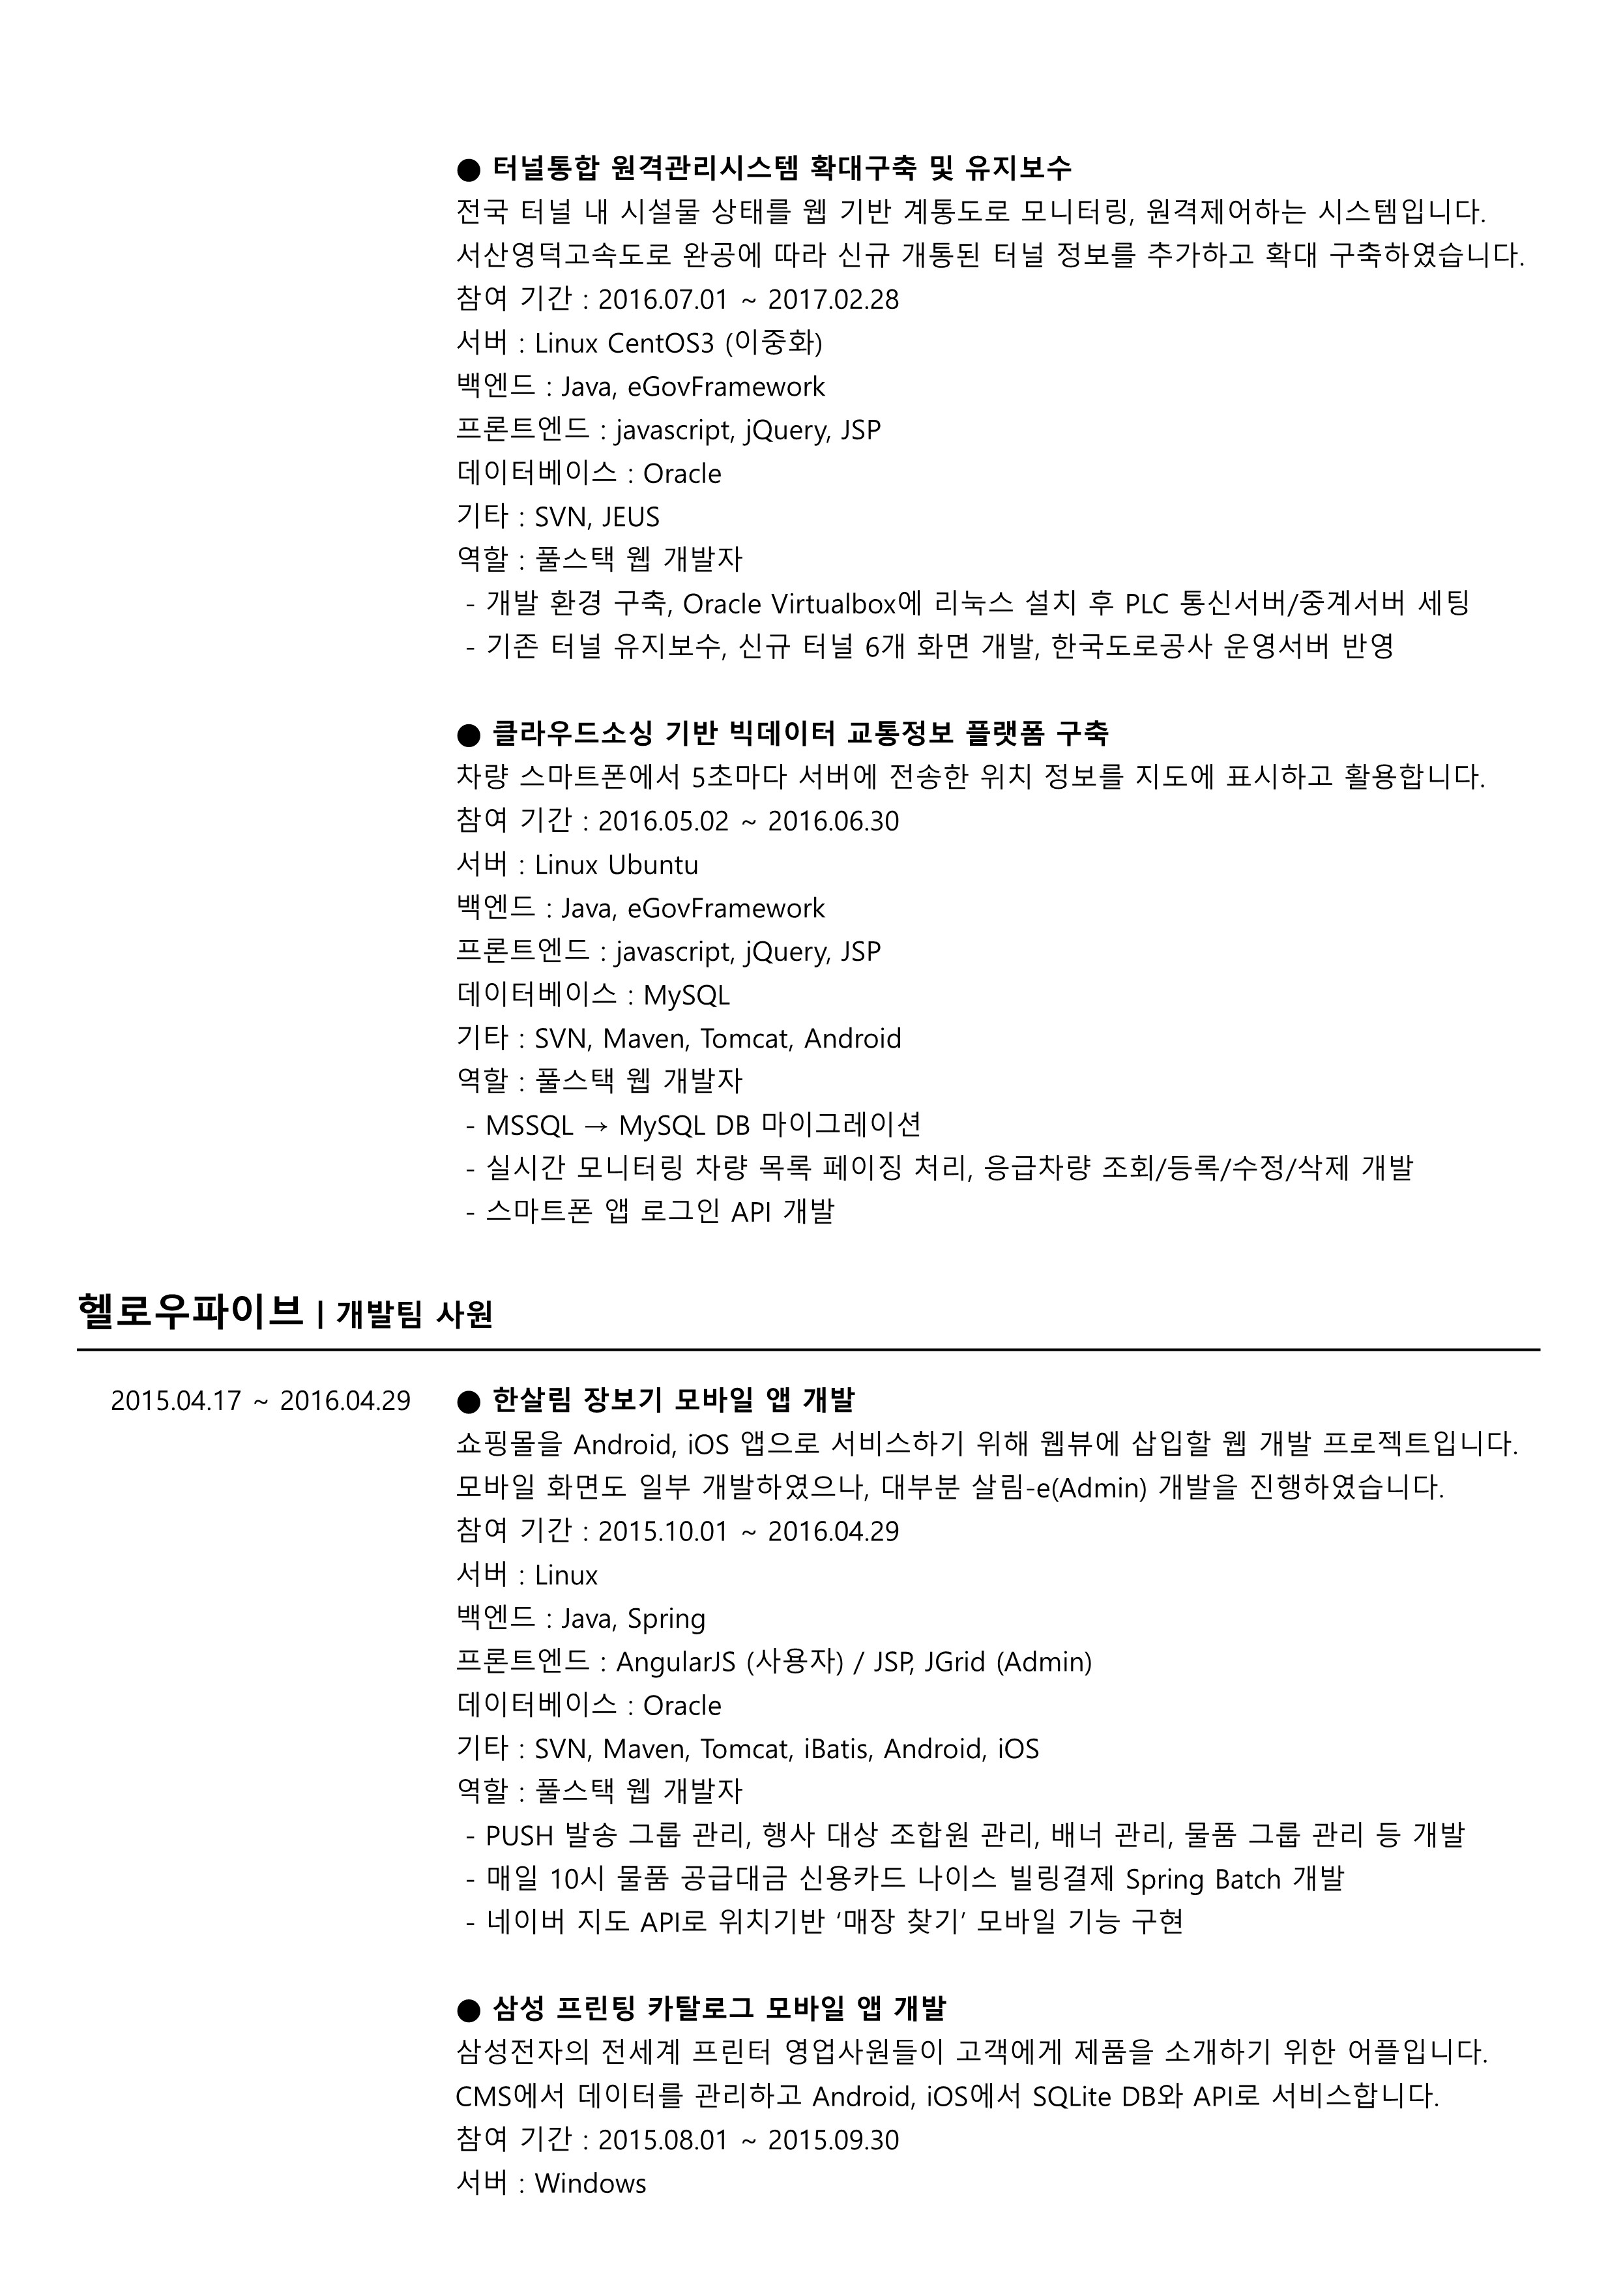 ● 터널통합 원격관리시스템 확대구축 및 유지보수
전국 터널 내 시설물 상태를 웹 기반 계통도로 모니터링, 원격제어하는 시스템입니다.
서산영덕고속도로 완공에 따라 신규 개통된 터널 정보를 추가하고 확대 구축하였습니다.
참여 기간 : 2016.07.01 ~ 2017.02.28
서버 : Linux CentOS3 (이중화)
백엔드 : Java, eGovFramework
프론트엔드 : javascript, jQuery, JSP
데이터베이스 : Oracle
기타 : SVN, JEUS
역할 : 풀스택 웹 개발자
- 개발 환경 구축, Oracle Virtualbox에 리눅스 설치 후 PLC 통신서버/중계서버 세팅
- 기존 터널 유지보수, 신규 터널 6개 화면 개발, 한국도로공사 운영서버 반영
● 클라우드소싱 기반 빅데이터 교통정보 플랫폼 구축
차량 스마트폰에서 5초마다 서버에 전송한 위치 정보를 지도에 표시하고 활용합니다.
참여 기간 : 2016.05.02 ~ 2016.06.30
서버 : Linux Ubuntu
백엔드 : Java, eGovFramework
프론트엔드 : javascript, jQuery, JSP
데이터베이스 : MySQL
기타 : SVN, Maven, Tomcat, Android
역할 : 풀스택 웹 개발자
- MSSQL → MySQL DB 마이그레이션
- 실시간 모니터링 차량 목록 페이징 처리, 응급차량 조회/등록/수정/삭제 개발
- 스마트폰 앱 로그인 API 개발
헬로우파이브 | 개발팀 사원
2015.04.17 ~ 2016.04.29
● 한살림 장보기 모바일 앱 개발
쇼핑몰을 Android, iOS 앱으로 서비스하기 위해 웹뷰에 삽입할 웹 개발 프로젝트입니다.
모바일 화면도 일부 개발하였으나, 대부분 살림-e(Admin) 개발을 진행하였습니다.
참여 기간 : 2015.10.01 ~ 2016.04.29
서버 : Linux
백엔드 : Java, Spring
프론트엔드 : AngularJS (사용자) / JSP, JGrid (Admin)
데이터베이스 : Oracle
기타 : SVN, Maven, Tomcat, iBatis, Android, iOS
역할 : 풀스택 웹 개발자
- PUSH 발송 그룹 관리, 행사 대상 조합원 관리, 배너 관리, 물품 그룹 관리 등 개발
- 매일 10시 물품 공급대금 신용카드 나이스 빌링결제 Spring Batch 개발
- 네이버 지도 API로 위치기반 ‘매장 찾기’ 모바일 기능 구현
● 삼성 프린팅 카탈로그 모바일 앱 개발
삼성전자의 전세계 프린터 영업사원들이 고객에게 제품을 소개하기 위한 어플입니다.
CMS에서 데이터를 관리하고 Android, iOS에서 SQLite DB와 API로 서비스합니다.
참여 기간 : 2015.08.01 ~ 2015.09.30
서버 : Windows